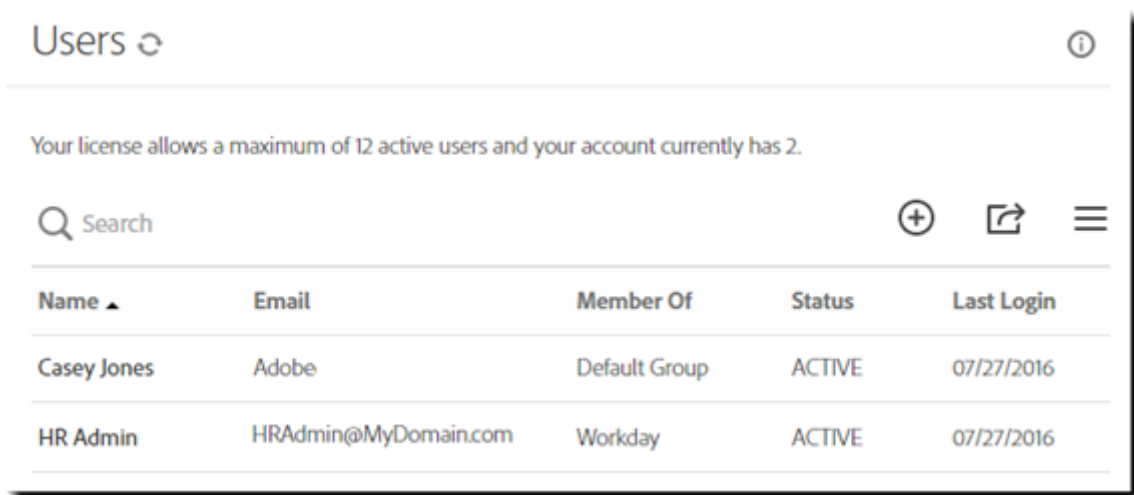 Users
Your license allows a maximum of 12 active users and your account currently has 2.
Search
Name Email Member Of Status Last Login
Casey Jones Adobe Default Group ACTIVE 07/27/2016
HR Admin HRAdmin@MyDomain.com Workday ACTIVE 07/27/2016